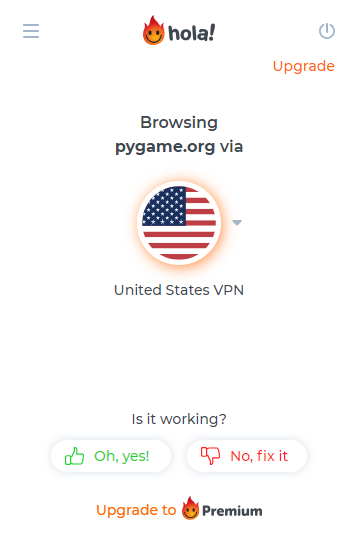 hola!
Upgrade
Browsing
pygame.org via
United States VPN
Is it working?
Oh, yes!
No, fix it
Upgrade to Premium